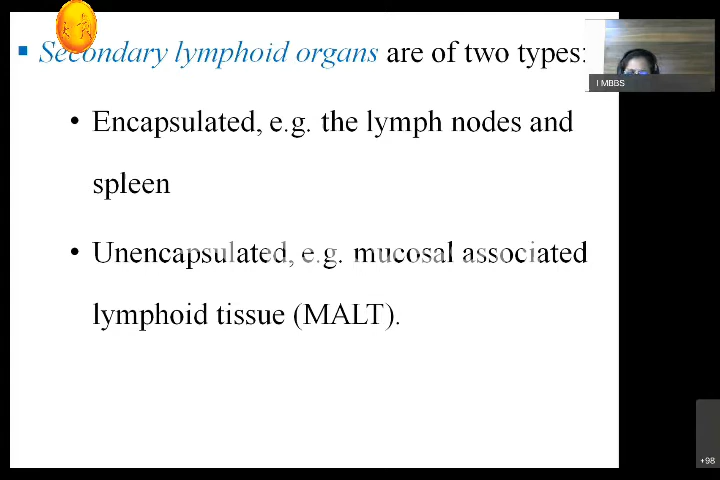 Secondary lymphoid organs are of two types:
I MBBS
• Encapsulated, e.g. the lymph nodes and
spleen
• Unencapsulated, e.g. mucosal associated
lymphoid tissue (MALT).
+98